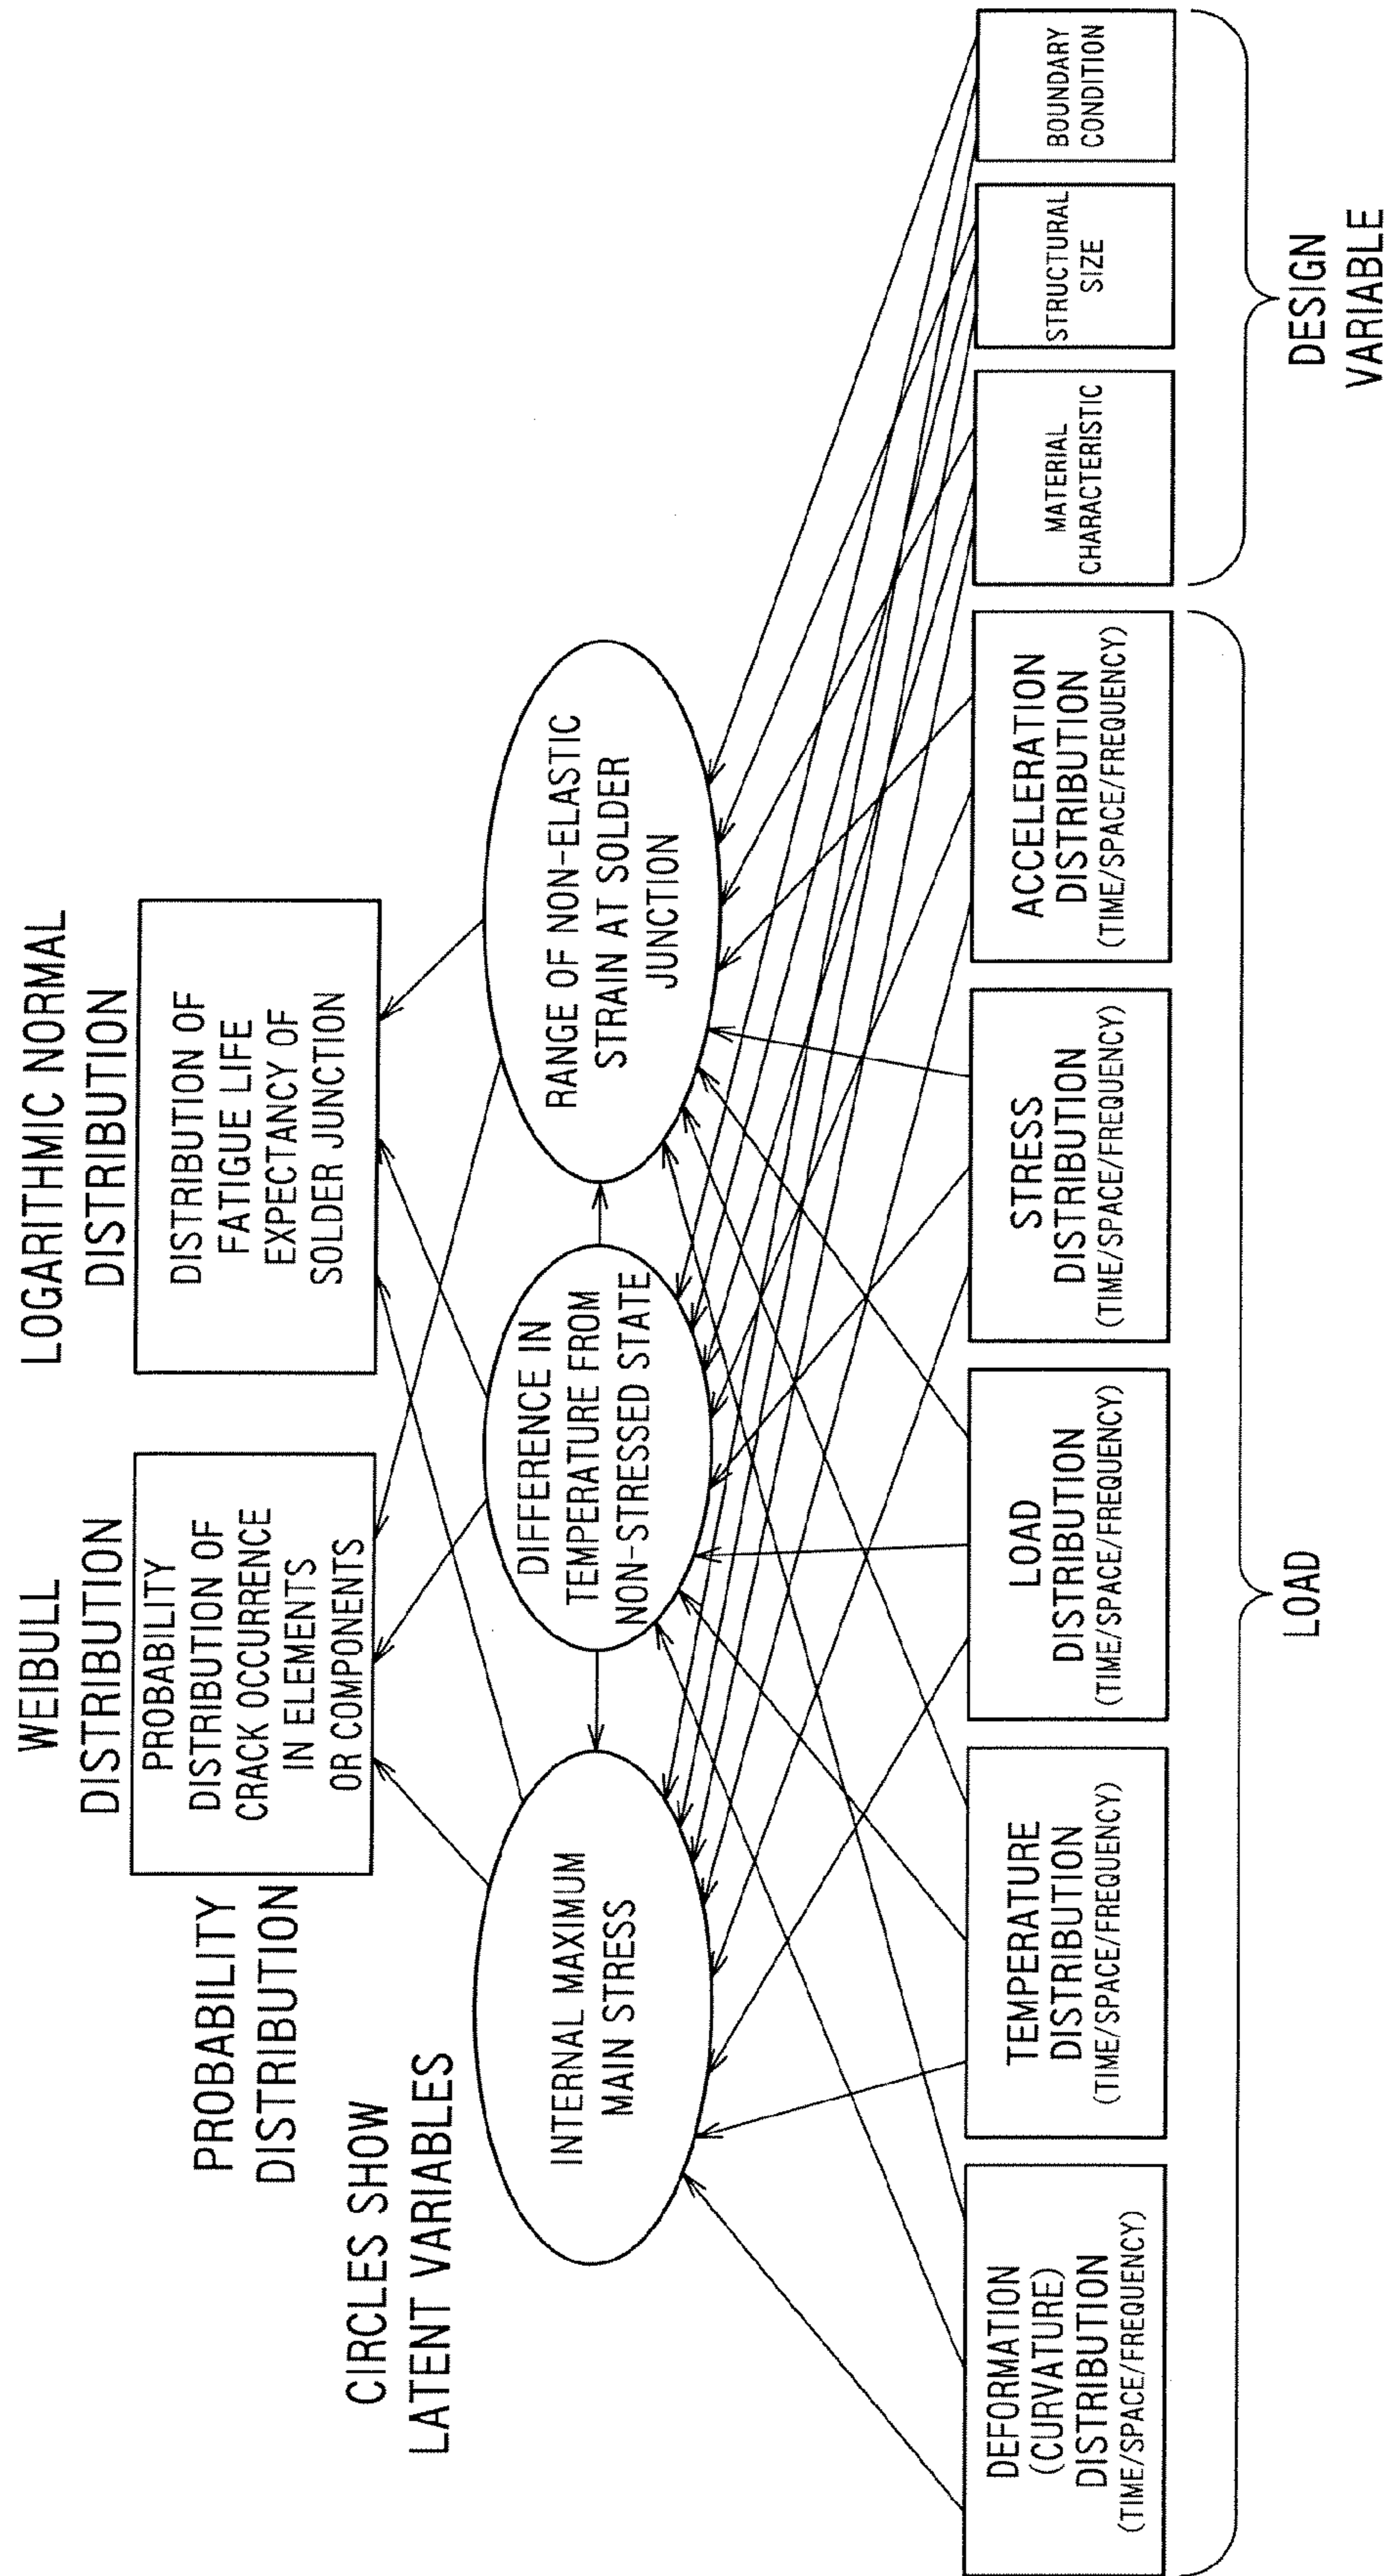 LOGARITHMIC NORMAL
DISTRIBUTION
WEIBULL
DISTRIBUTION
PROBABILITY
DISTRIBUTION
CIRCLES SHOW
LATENT VARIABLES
PROBABILITY
DISTRIBUTION OF
CRACK OCCURRENCE
IN ELEMENTS
OR COMPONENTS
DISTRIBUTION OF
FATIGUE LIFE
EXPECTANCY OF
SOLDER JUNCTION
INTERNAL MAXIMUM
MAIN STRESS
DIFFERENCE IN
TEMPERATURE FROM
NON-STRESSED STATE
RANGE OF NON-ELASTIC
STRAIN AT SOLDER
JUNCTION
DEFORMATION
(CURVATURE)
DISTRIBUTION
(TIME/SPACE/FREQUENCY)
TEMPERATURE
DISTRIBUTION
(TIME/SPACE/FREQUENCY)
LOAD
DISTRIBUTION
(TIME/SPACE/FREQUENCY)
STRESS
DISTRIBUTION
(TIME/SPACE/FREQUENCY)
ACCELERATION
DISTRIBUTION
(TIME/SPACE/FREQUENCY)
MATERIAL
CHARACTERISTIC
STRUCTURAL
SIZE
BOUNDARY
CONDITION
LOAD
DESIGN
VARIABLE